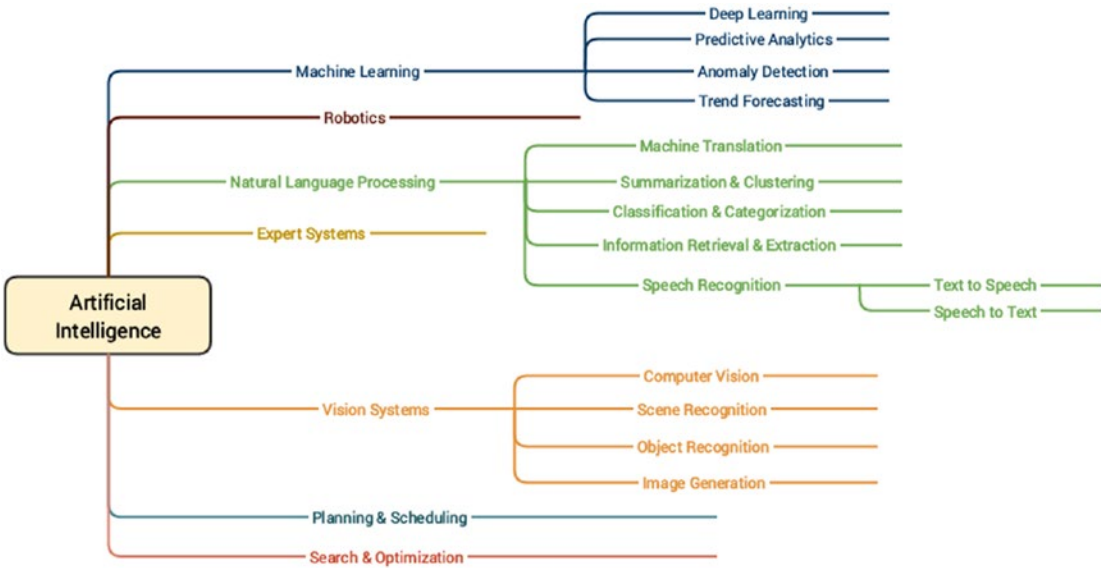 Deep Learning
Predictive Analytics
Machine Learning
Anomaly Detection
Trend Forecasting
Robotics
Machine Translation
Natural Language Processing
Summarization & Clustering
Classification & Categorization
Expert Systems
Information Retrieval & Extraction
Speech Recognition
Text to Speech
Speech to Text
Artificial
Intelligence
Computer Vision
Vision Systems
Scene Recognition
Object Recognition
Image Generation
Planning & Scheduling
Search & Optimization